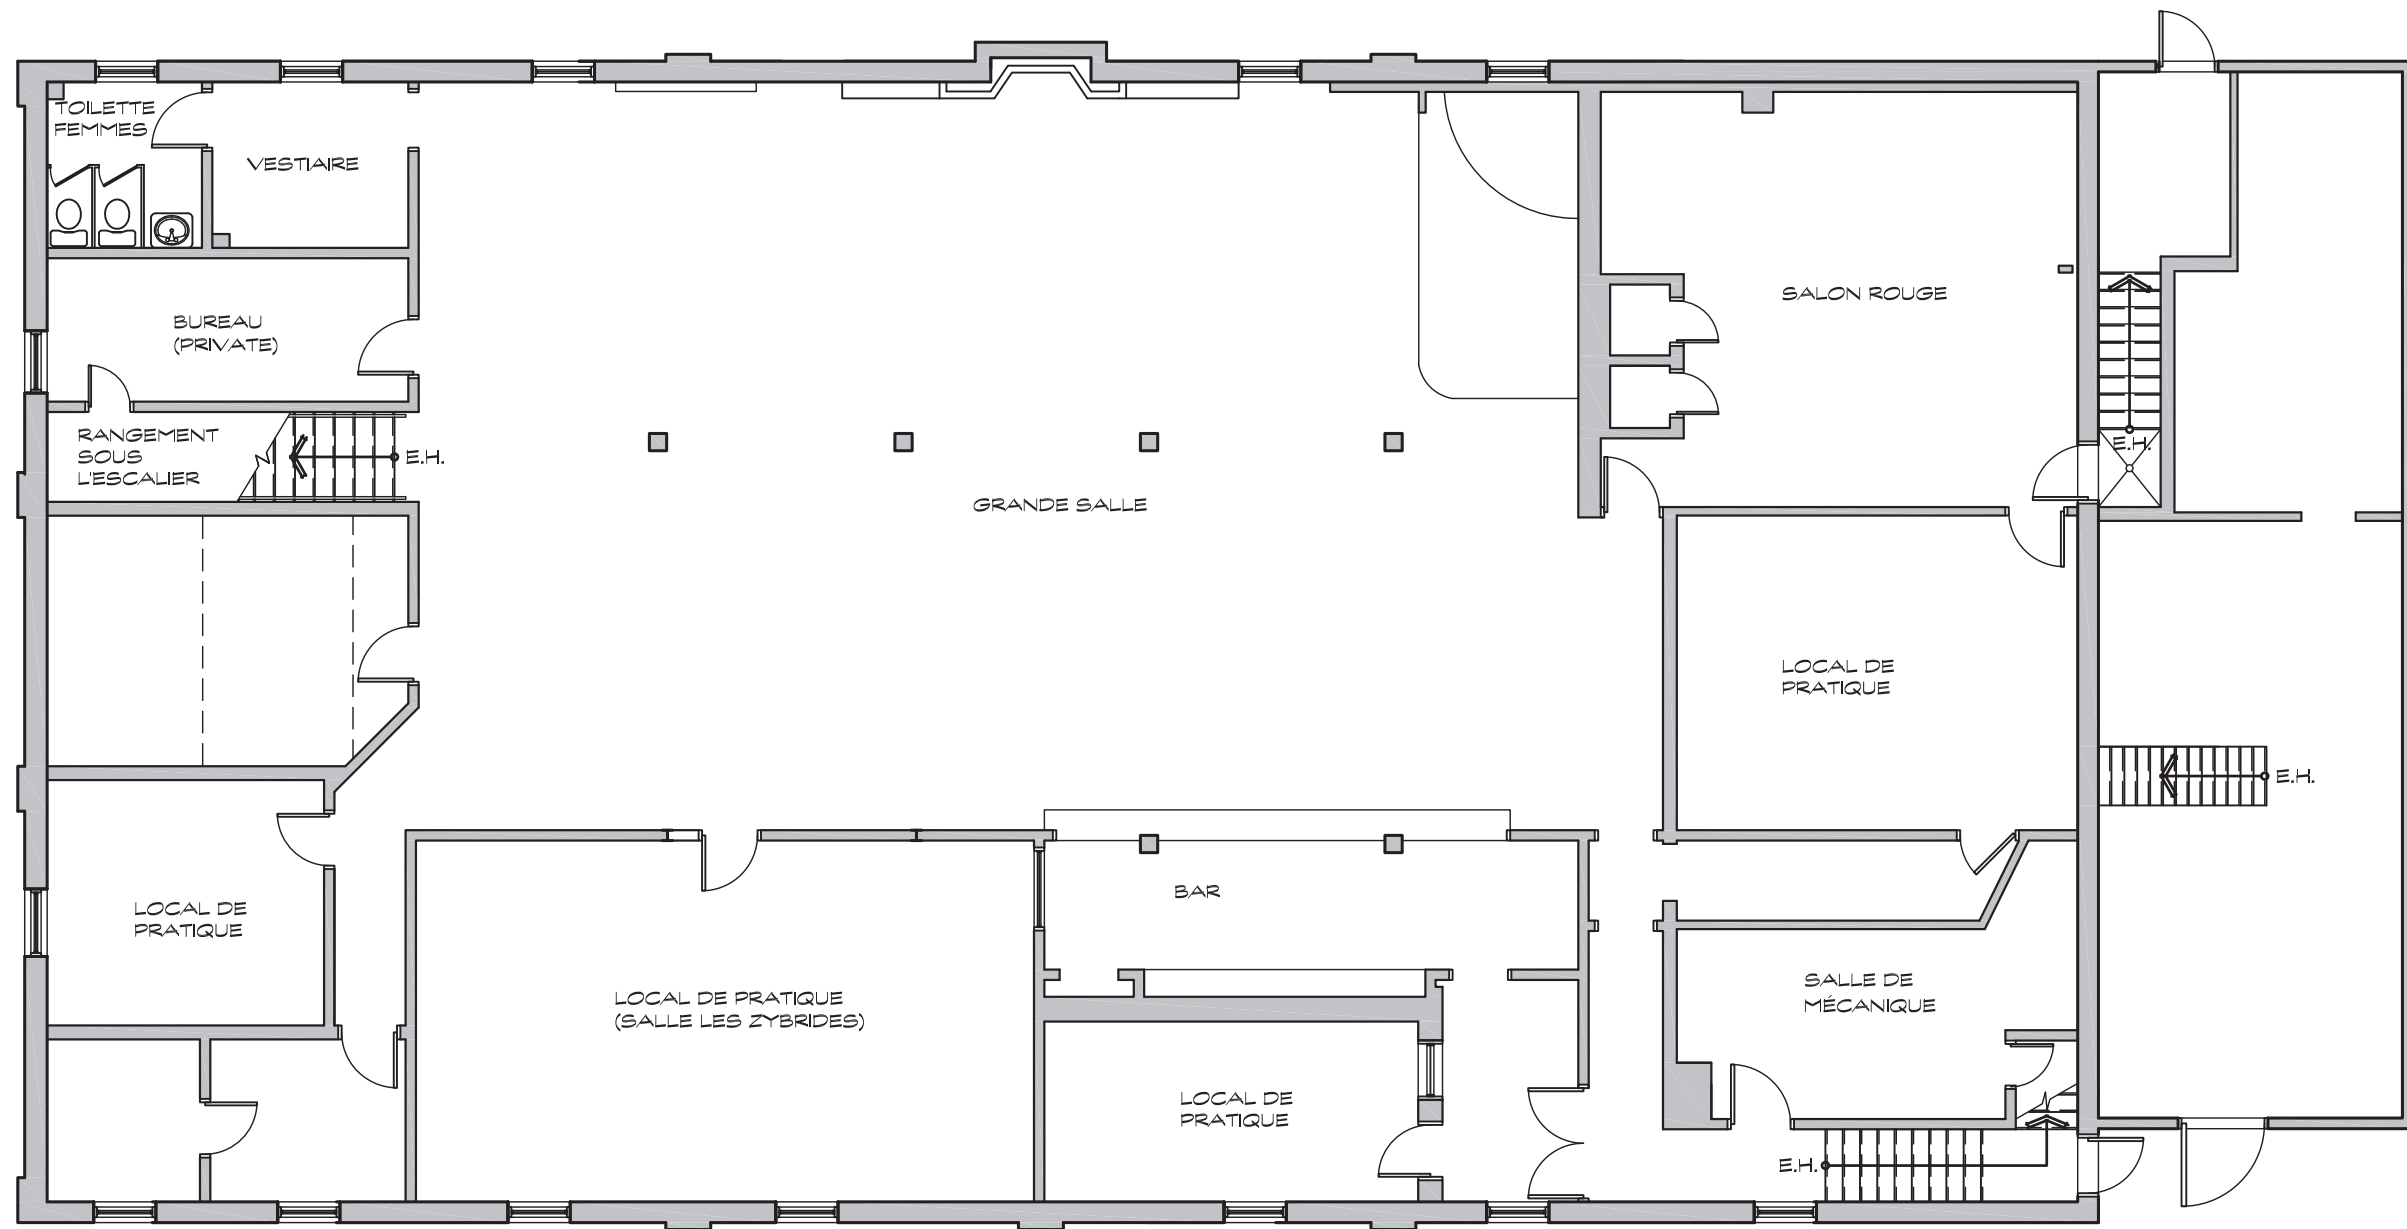 TOILETTE
FEMMES
VESTIAIRE
BUREAU
(PRIVATE)
SALON ROUGE
RANGEMENT
SOUS
L'ESCALIER
E.H.
E.H.
GRANDE SALLE
LOCAL DE
PRATIQUE
E.H.
LOCAL DE
PRATIQUE
BAR
LOCAL DE PRATIQUE
(SALLE LES ZYBRIDES)
SALLE DE
MÉCANIQUE
LOCAL DE
PRATIQUE
E.H.